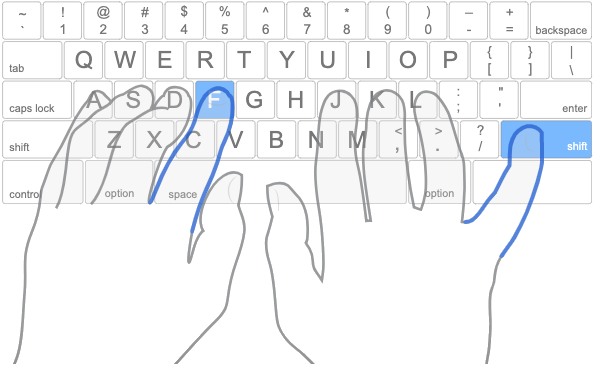 ~ ! @ # $ % ^ & * ( ) — +
` 1 2 3 4 5 6 7 8 9 0 - = backspace
tab Q W E R T Y U I O P { [ } ] | \
caps lock A S D F G H J K L : ; " ' enter
shift Z X C V B N M < , > . ? / shift
contro option space option